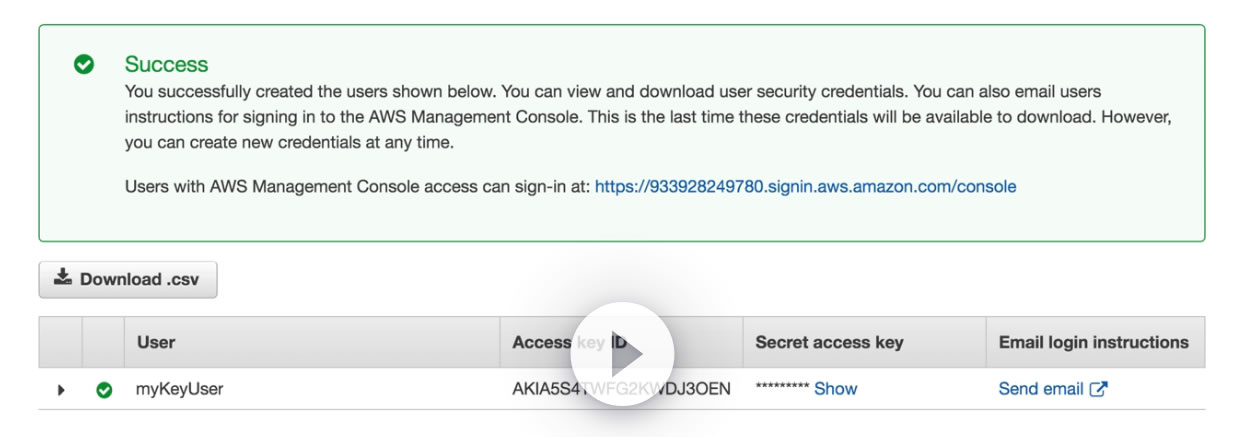 Success
You successfully created the users shown below. You can view and download user security credentials. You can also email users
instructions for signing in to the AWS Management Console. This is the last time these credentials will be available to download. However,
you can create new credentials at any time.
Users with AWS Management Console access can sign-in at: https://933928249780.signin.aws.amazon.com/console
Download .csv
User Access key ID Secret access key Email login instructions
myKeyUser ********* Show Send email